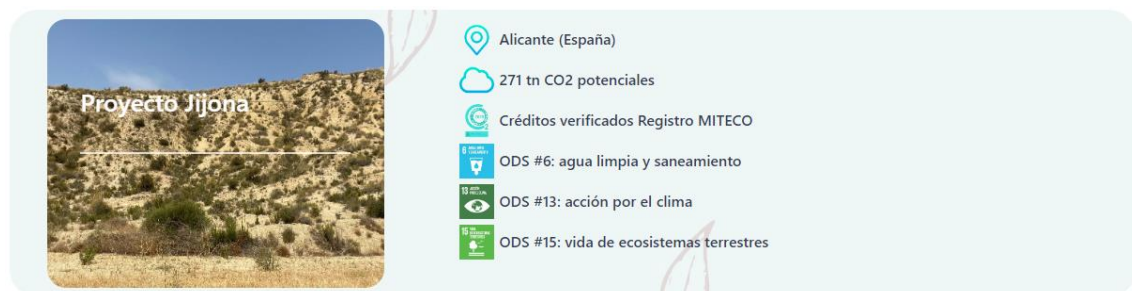 Proyecto Jijona
Alicante (España)
271 tn CO2 potenciales
Créditos verificados Registro MITECO
ODS #6: agua limpia y saneamiento
ODS #13: acción por el clima
ODS #15: vida de ecosistemas terrestres